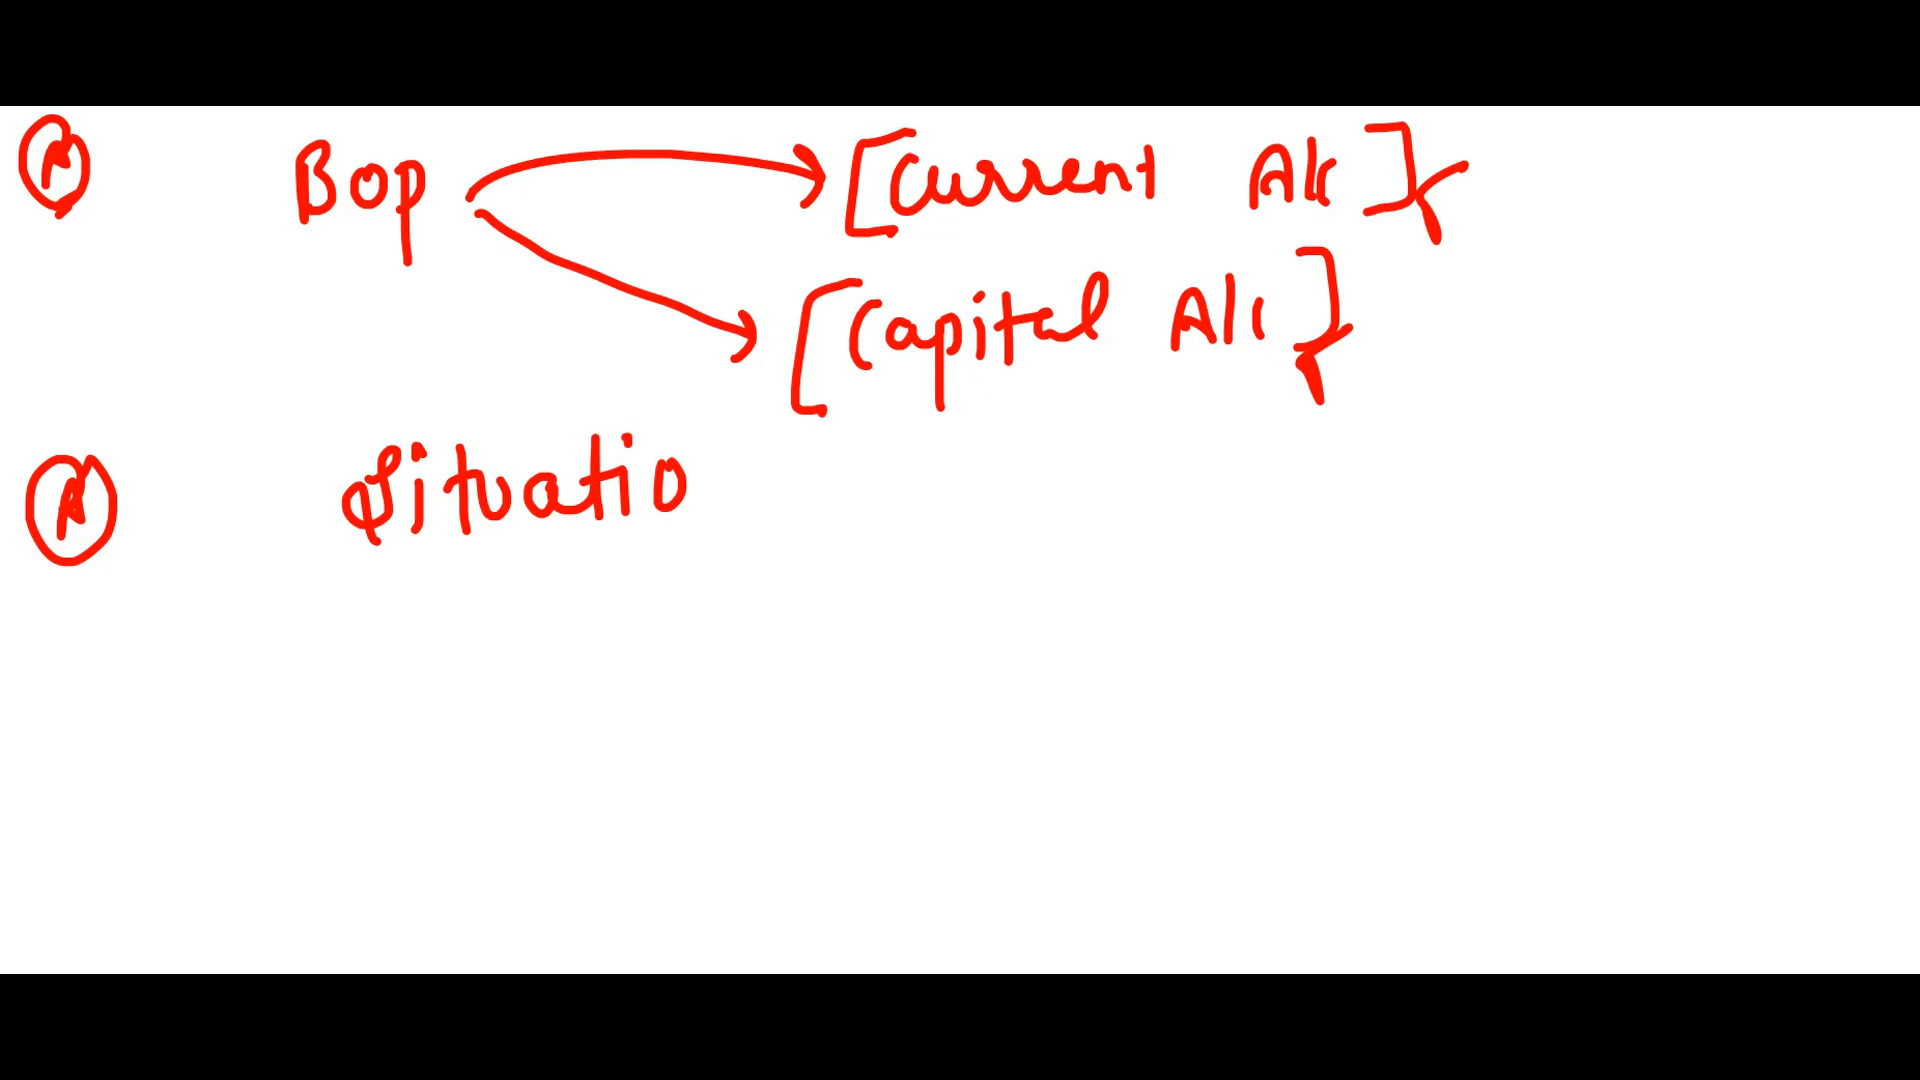 Bop [Current A/c]
[Capital A/c]
Situatio